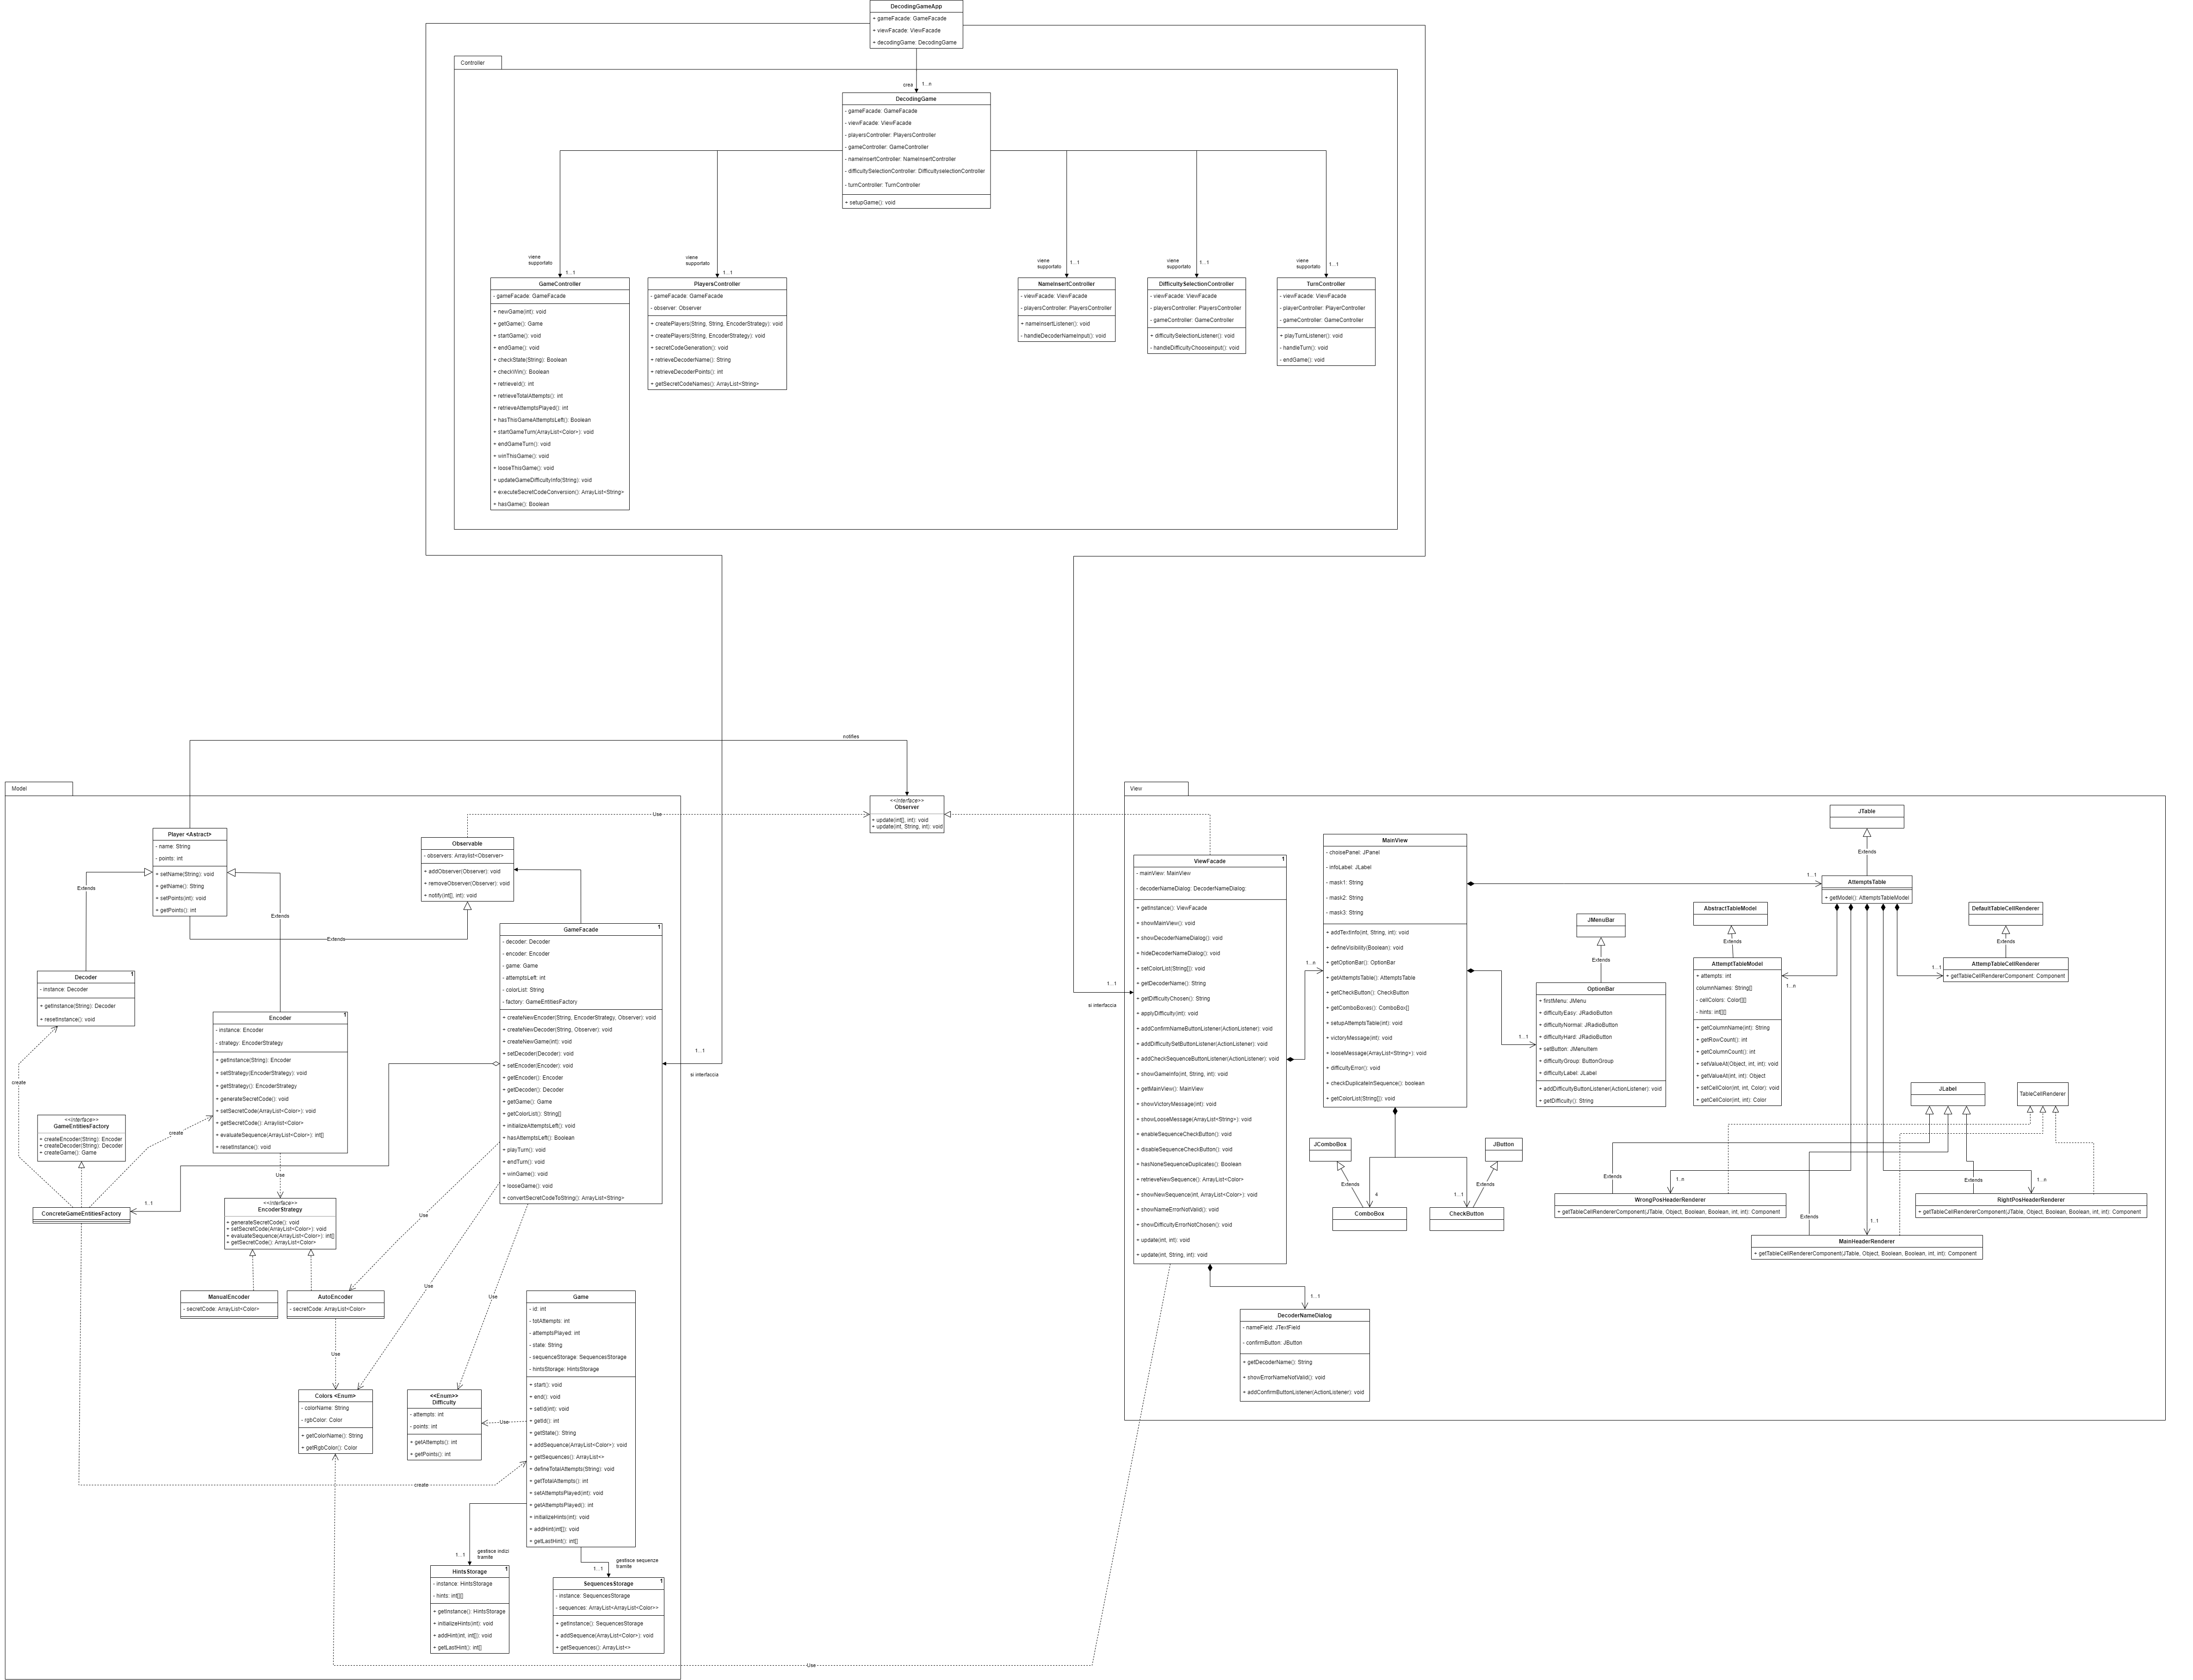 DecodingGameApp
+ gameFacade: GameFacade
+ viewFacade: ViewFacade
+ decodingGame: DecodingGame
Controller
crea
1...n
DecodingGame
- gameFacade: GameFacade
- viewFacade: ViewFacade
- playersController: PlayersController
- gameController: GameController
- nameInsertController: NameInsertController
- difficultySelectionController: DifficultyselectionController
- turnController: TurnController
+ setupGame(): void
viene
supportato
1...1
viene
supportato
1...1
viene
supportato
1...1
viene
supportato
1...1
viene
supportato
1...1
GameController
- gameFacade: GameFacade
+ newGame(int): void
+ getGame(): Game
+ startGame(): void
+ endGame(): void
+ checkState(String): Boolean
+ checkWin(): Boolean
+ retrieveId(): int
+ retrieveTotalAttempts(): int
+ retrieveAttemptsPlayed(): int
+ hasThisGameAttemptsLeft(): Boolean
+ startGameTurn(ArrayList<Color>): void
+ endGameTurn(): void
+ winThisGame(): void
+ looseThisGame(): void
+ updateGameDifficultyInfo(String): void
+ executeSecretCodeConversion(): ArrayList<String>
+ hasGame(): Boolean
PlayersController
- gameFacade: GameFacade
- observer: Observer
+ createPlayers(String, String, EncoderStrategy): void
+ createPlayers(String, EncoderStrategy): void
+ secretCodeGeneration(): void
+ retrieveDecoderName(): String
+ retrieveDecoderPoints(): int
+ getSecretCodeNames(): ArrayList<String>
NameInsertController
- viewFacade: ViewFacade
- playersController: PlayersController
+ nameInsertListener(): void
- handleDecoderNameInput(): void
DifficultySelectionController
- viewFacade: ViewFacade
- playersController: PlayersController
- gameController: GameController
+ difficultySelectionListener(): void
- handleDifficultyChooseInput(): void
TurnController
- viewFacade: ViewFacade
- playerController: PlayerController
- gameController: GameController
+ playTurnListener(): void
- handleTurn(): void
- endGame(): void
notifies
Model
Player <Astract>
- name: String
- points: int
+ setName(String): void
+ getName(): String
+ setPoints(int): void
+ getPoints(): int
Extends
Extends
Extends
Use
<<interface>>
Observer
+ update(int[], int): void
+ update(int, String, int): void
Observable
- observers: Arraylist<Observer>
+ addObserver(Observer): void
+ removeObserver(Observer): void
+ notify(int[], int): void
Decoder
1
- instance: Decoder
+ getInstance(String): Decoder
+ resetInstance(): void
Encoder
1
- instance: Encoder
- strategy: EncoderStrategy
+ getInstance(String): Encoder
+ setStrategy(EncoderStrategy): void
+ getStrategy(): EncoderStrategy
+ generateSecretCode(): void
+ setSecretCode(ArrayList<Color>): void
+ getSecretCode(): Arraylist<Color>
+ evaluateSequence(ArrayList<Color>): int[]
+ resetInstance(): void
GameFacade
1
- decoder: Decoder
- encoder: Encoder
- game: Game
- attemptsLeft: int
- colorList: String
- factory: GameEntitiesFactory
+ createNewEncoder(String, EncoderStrategy, Observer): void
+ createNewDecoder(String, Observer): void
+ createNewGame(int): void
+ setDecoder(Decoder): void
+ setEncoder(Encoder): void
+ getEncoder(): Encoder
+ getDecoder(): Decoder
+ getGame(): Game
+ getColorList(): String[]
+ initializeAttemptsLeft(): void
+ hasAttemptsLeft(): Boolean
+ playTurn(): void
+ endTurn(): void
+ winGame(): void
+ looseGame(): void
+ convertSecretCodeToString(): ArrayList<String>
1...1
si interfaccia
create
create
<<interface>>
GameEntitiesFactory
+ createEncoder(String): Encoder
+ createDecoder(String): Decoder
+ createGame(): Game
ConcreteGameEntitiesFactory
1...1
Use
<<interface>>
EncoderStrategy
+ generateSecretCode(): void
+ setSecretCode(ArrayList<Color>): void
+ evaluateSequence(ArrayList<Color>): int[]
+ getSecretCode(): ArrayList<Color>
ManualEncoder
- secretCode: ArrayList<Color>
AutoEncoder
- secretCode: ArrayList<Color>
Use
Use
Use
Use
Colors <Enum>
- colorName: String
- rgbColor: Color
+ getColorName(): String
+ getRgbColor(): Color
<<Enum>>
Difficulty
- attempts: int
- points: int
+ getAttempts(): int
+ getPoints(): int
Use
create
Game
- id: int
- totAttempts: int
- attemptsPlayed: int
- state: String
- sequenceStorage: SequencesStorage
- hintsStorage: HintsStorage
+ start(): void
+ end(): void
+ setId(int): void
+ getId(): int
+ getState(): String
+ addSequence(ArrayList<Color>): void
+ getSequences(): ArrayList<>
+ defineTotalAttempts(String): void
+ getTotalAttempts(): int
+ setAttemptsPlayed(int): void
+ getAttemptsPlayed(): int
+ initializeHints(int): void
+ addHint(int[]): void
+ getLastHint(): int[]
1...1
gestisce indizi
tramite
1...1
gestisce sequenze
tramite
HintsStorage
1
- instance: HintsStorage
- hints: int[][]
+ getInstance(): HintsStorage
+ initializeHints(int): void
+ addHint(int, int[]): void
+ getLastHint(): int[]
SequencesStorage
1
- instance: SequencesStorage
- sequences: ArrayList<ArrayList<Color>>
+ getInstance(): SequencesStorage
+ addSequence(ArrayList<Color>): void
+ getSequences(): ArrayList<>
Use
View
1...1
si interfaccia
ViewFacade
1
- mainView: MainView
- decoderNameDialog: DecoderNameDialog;
+ getInstance(): ViewFacade
+ showMainView(): void
+ showDecoderNameDialog(): void
+ hideDecoderNameDialog(): void
+ setColorList(String[]): void
+ getDecoderName(): String
+ getDifficultyChosen(): String
+ applyDifficulty(int): void
+ addConfirmNameButtonListener(ActionListener): void
+ addDifficultySetButtonListener(ActionListener): void
+ addCheckSequenceButtonListener(ActionListener): void
+ showGameInfo(int, String, int): void
+ getMainView(): MainView
+ showVictoryMessage(int): void
+ showLooseMessage(ArrayList<String>): void
+ enableSequenceCheckButton(): void
+ disableSequenceCheckButton(): void
+ hasNoneSequenceDuplicates(): Boolean
+ retrieveNewSequence(): ArrayList<Color>
+ showNewSequence(int, ArrayList<Color>): void
+ showNameErrorNotValid(): void
+ showDifficultyErrorNotChosen(): void
+ update(int, int): void
+ update(int, String, int): void
1...n
MainView
- choisePanel: JPanel
- infoLabel: JLabel
- mask1: String
- mask2: String
- mask3: String
+ addTextInfo(int, String, int): void
+ defineVisibility(Boolean): void
+ getOptionBar(): OptionBar
+ getAttemptsTable(): AttemptsTable
+ getCheckButton(): CheckButton
+ getComboBoxes(): ComboBox[]
+ setupAttemptsTable(int): void
+ victoryMessage(int): void
+ looseMessage(ArrayList<String>): void
+ difficultyError(): void
+ checkDuplicateInSequence(): boolean
+ getColorList(String[]): void
JComboBox
Extends
4
ComboBox
JButton
Extends
1...1
CheckButton
1...1
DecoderNameDialog
- nameField: JTextField
- confirmButton: JButton
+ getDecoderName(): String
+ showErrorNameNotValid(): void
+ addConfirmButtonListener(ActionListener): void
JMenuBar
Extends
1...1
OptionBar
+ firstMenu: JMenu
+ difficultyEasy: JRadioButton
+ difficultyNormal: JRadioButton
+ difficultyHard: JRadioButton
+ setButton: JMenuItem
+ difficultyGroup: ButtonGroup
+ difficultyLabel: JLabel
+ addDifficultyButtonListener(ActionListener): void
+ getDifficulty(): String
JTable
Extends
1...1
AttemptsTable
+ getModel(): AttemptsTableModel
AbstractTableModel
Extends
AttemptTableModel
+ attempts: int
columnNames: String[]
- cellColors: Color[][]
- hints: int[][]
+ getColumnName(int): String
+ getRowCount(): int
+ getColumnCount(): int
+ setValueAt(Object, int, int): void
+ getValueAt(int, int): Object
+ setCellColor(int, int, Color): void
+ getCellColor(int, int): Color
1...n
DefaultTableCellRenderer
Extends
1...1
AttempTableCellRenderer
+ getTableCellRendererComponent: Component
JLabel
TableCellRenderer
Extends
1...n
WrongPosHeaderRenderer
+ getTableCellRendererComponent(JTable, Object, Boolean, Boolean, int, int): Component
Extends
1...n
RightPosHeaderRenderer
+ getTableCellRendererComponent(JTable, Object, Boolean, Boolean, int, int): Component
Extends
1...1
MainHeaderRenderer
+ getTableCellRendererComponent(JTable, Object, Boolean, Boolean, int, int): Component